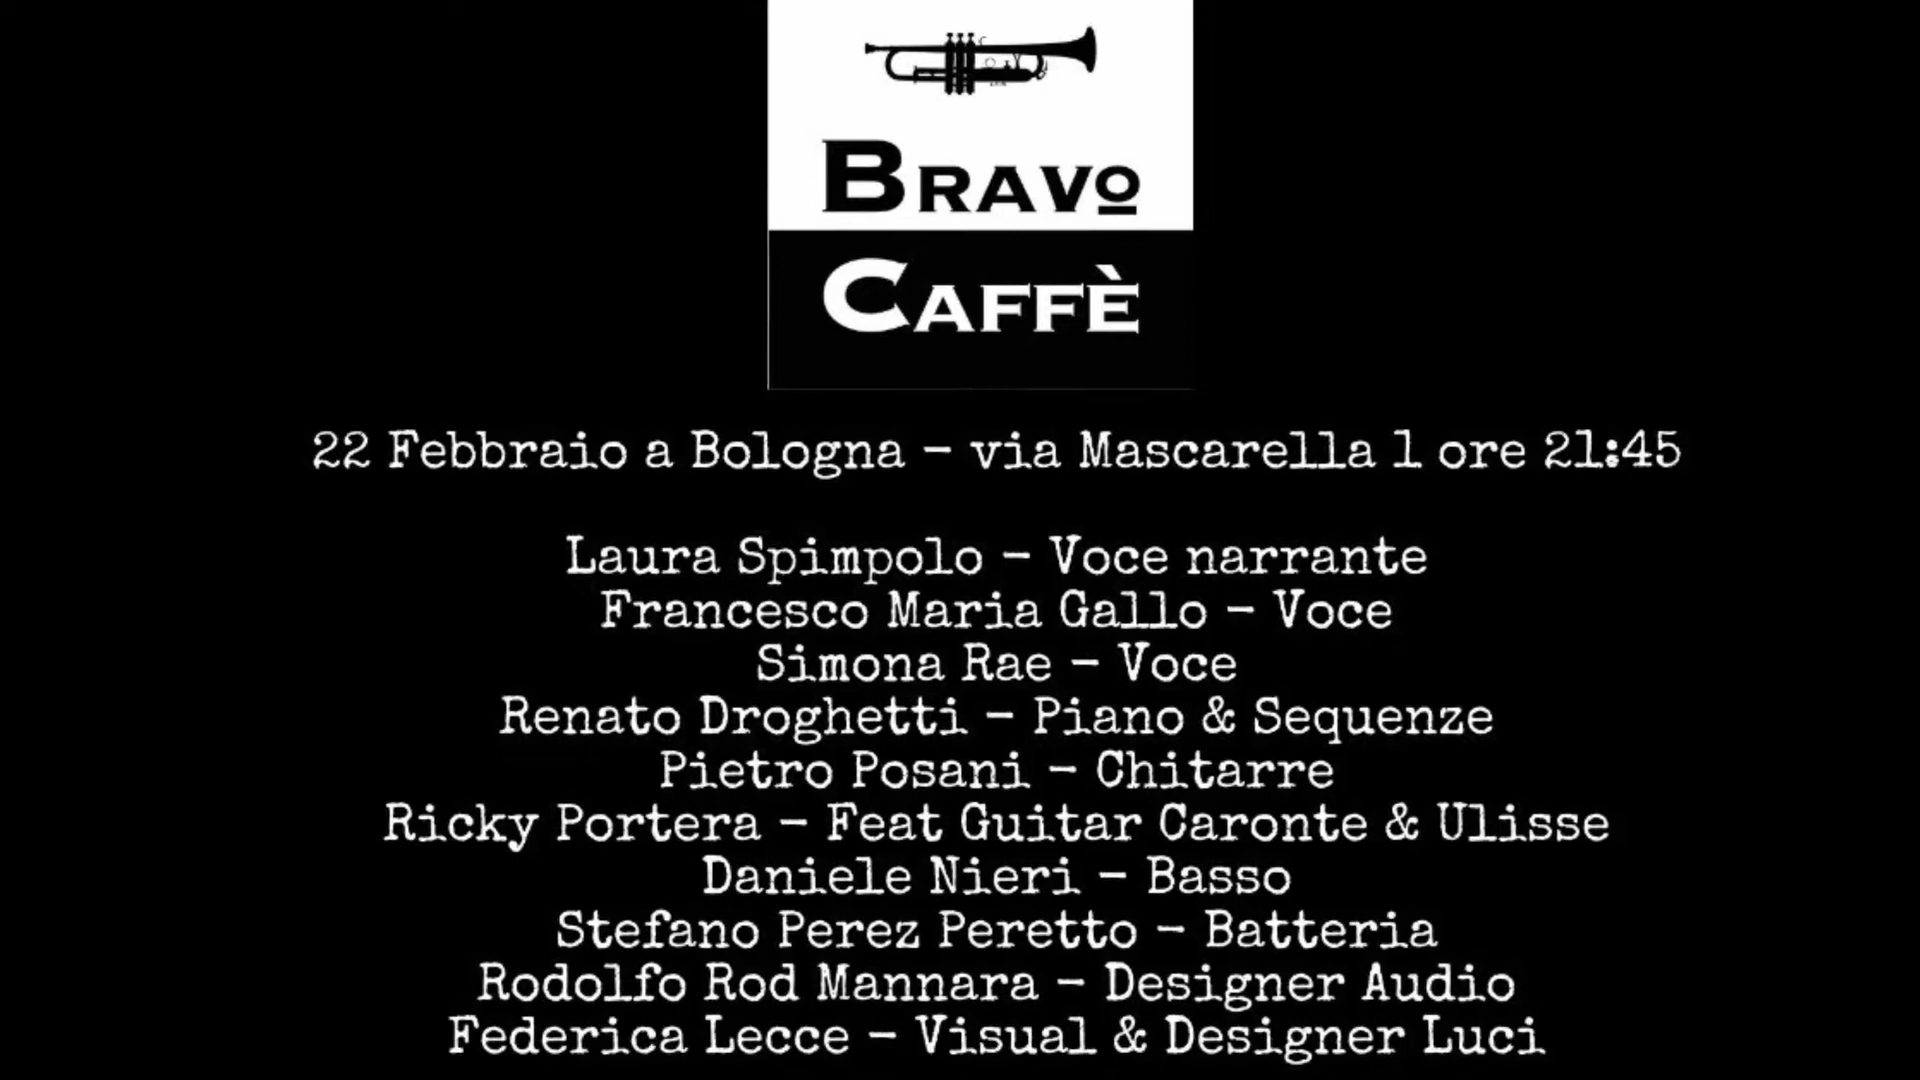 BRAVO
CAFFÈ
22 Febbraio a Bologna - via Mascarella 1 ore 21:45
Laura Spimpolo - Voce narrante
Francesco Maria Gallo - Voce
Simona Rae - Voce
Renato Droghetti - Piano & Sequenze
Pietro Posani - Chitarre
Ricky Portera - Feat Guitar Caronte & Ulisse
Daniele Nieri - Basso
Stefano Perez Peretto - Batteria
Rodolfo Rod Mannara - Designer Audio
Federica Lecce - Visual & Designer Luci